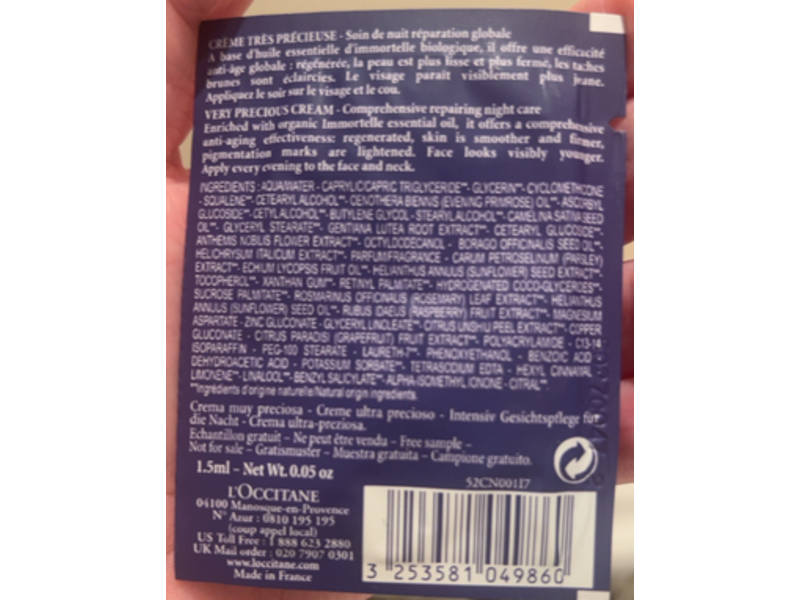 CRÈME TRÈS PRÉCIEUSE - Soin de nuit réparation globale
A base d'huile essentielle d'immortelle biologique, il offre une efficacité
anti-âge globale : régénérée, la peau est plus lisse et plus ferme, les taches
brunes sont éclaircies. Le visage paraît visiblement plus jeune.
Appliquez le soir sur le visage et le cou.
VERY PRECIOUS CREAM - Comprehensive repairing night care
Enriched with organic Immortelle essential oil, it offers a comprehensive
anti-aging effectiveness: regenerated, skin is smoother and firmer,
pigmentation marks are lightened. Face looks visibly younger.
Apply every evening to the face and neck.
INGREDIENTS : AQUA/WATER - CAPRYLIC/CAPRIC TRIGLYCERIDE** - GLYCERIN** - CYCLOMETHICONE
- SQUALENE** - CETEARYL ALCOHOL** - OENOTHERA BIENNIS (EVENING PRIMROSE) OIL** - ASCORBYL
GLUCOSIDE** - CETYL ALCOHOL** - BUTYLENE GLYCOL - STEARYL ALCOHOL** - CAMELINA SATIVA SEED
OIL** - GLYCERYL STEARATE** - GENTIANA LUTEA ROOT EXTRACT** - CETEARYL GLUCOSIDE**
ANTHEMIS NOBILIS FLOWER EXTRACT** - OCTYLDODECANOL - BORAGO OFFICINALIS SEED OIL** -
HELICHRYSUM ITALICUM EXTRACT** - PARFUM/FRAGRANCE - CARUM PETROSELINUM (PARSLEY)
EXTRACT** - ECHIUM LYCOPSIS FRUIT OIL** - HELIANTHUS ANNUUS (SUNFLOWER) SEED EXTRACT** -
TOCOPHEROL** - XANTHAN GUM** - RETINYL PALMITATE** - HYDROGENATED COCO-GLYCERIDES** -
SUCROSE PALMITATE** - ROSMARINUS OFFICINALIS (ROSEMARY) LEAF EXTRACT** - HELIANTHUS
ANNUUS (SUNFLOWER) SEED OIL** - RUBUS IDAEUS (RASPBERRY) FRUIT EXTRACT** - MAGNESIUM
ASPARTATE - ZINC GLUCONATE - GLYCERYL LINOLEATE** - CITRUS UNSHIU PEEL EXTRACT** - COPPER
GLUCONATE - CITRUS PARADISI (GRAPEFRUIT) FRUIT EXTRACT** - POLYACRYLAMIDE - C13-14
ISOPARAFFIN - PEG-100 STEARATE - LAURETH-7** - PHENOXYETHANOL - BENZOIC ACID -
DEHYDROACETIC ACID - POTASSIUM SORBATE** - TETRASODIUM EDTA - HEXYL CINNAMAL -
LIMONENE** - LINALOOL** - BENZYL SALICYLATE** - ALPHA-ISOMETHYL IONONE - CITRAL**
**Ingrédients d'origine naturelle/Natural origin ingredients.
Crema muy preciosa - Creme ultra precioso - Intensiv Gesichtspflege für
die Nacht - Crema ultra-preziosa.
Echantillon gratuit – Ne peut être vendu – Free sample –
Not for sale – Gratismuster – Muestra gratuita – Campione gratuito.
1.5ml – Net Wt. 0.05 oz
52CN001I7
L'OCCITANE
04100 Manosque-en-Provence
N° Azur : 0810 195 195
(coup appel local)
US Toll Free : 1 888 623 2880
UK Mail order : 020 7907 0301
www.loccitane.com
Made in France
3 253581 049860